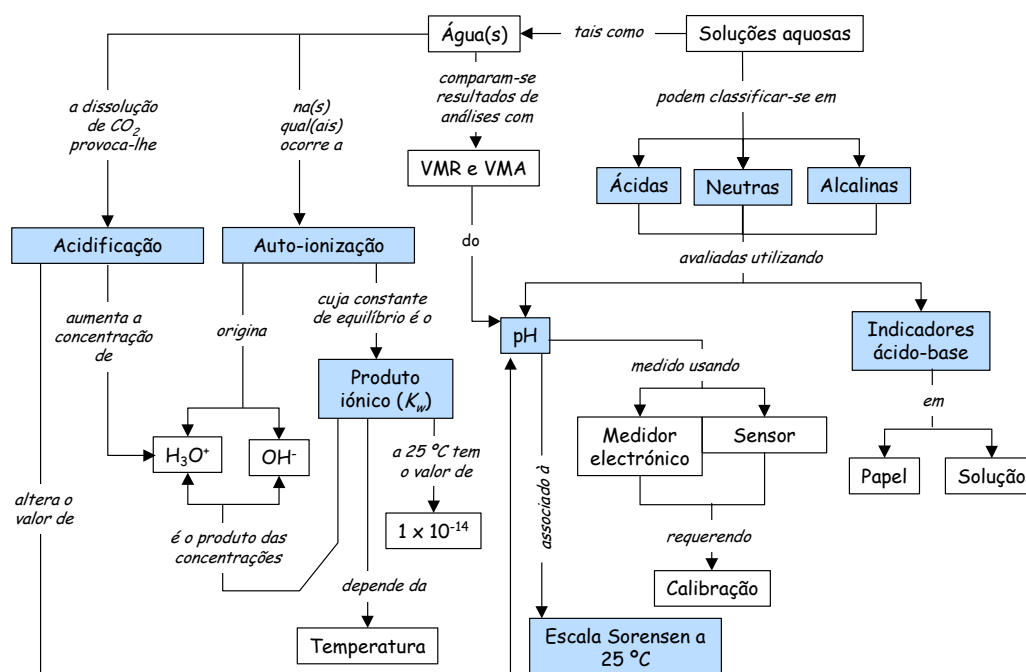 Água(s)
tais como
Soluções aquosas
a dissolução
de CO₂
provoca-lhe
na(s)
qual(ais)
ocorre a
comparam-se
resultados de
análises com
podem classificar-se em
VMR e VMA
Ácidas
Neutras
Alcalinas
Acidificação
Auto-ionização
do
avaliadas utilizando
aumenta a
concentração
de
origina
cuja constante
de equilíbrio é o
pH
Indicadores
ácido-base
Produto
iónico (Kw)
medido usando
em
H₃O⁺
OH⁻
a 25 ºC tem
o valor de
Medidor
electrónico
Sensor
Papel
Solução
altera o
valor de
é o produto das
concentrações
1 x 10⁻¹⁴
associado à
requerendo
depende da
Calibração
Temperatura
Escala Sorensen a
25 ºC